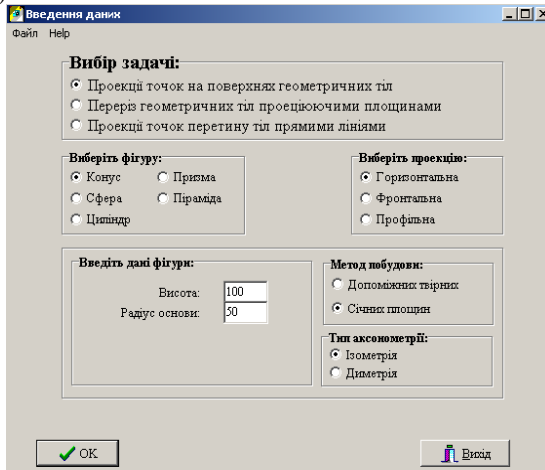 Введення даних
Файл Help
Вибір задачі:
Проекції точок на поверхнях геометричних тіл
Переріз геометричних тіл проеціюючими площинами
Проекції точок перетину тіл прямими лініями
Виберіть фігуру:
Конус Призма
Сфера Піраміда
Циліндр
Виберіть проекцію:
Горизонтальна
Фронтальна
Профільна
Введіть дані фігури:
Висота: 100
Радіус основи: 50
Метод побудови:
Допоміжних твірних
Січних площин
Тип аксонометрії:
Ізометрія
Диметрія
OK
Вихід